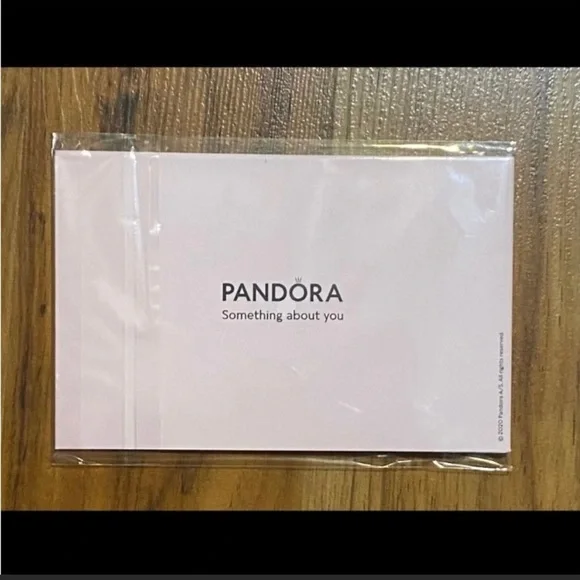 PANDORA
Something about you
© 2020 Pandora A/S. All rights reserved.